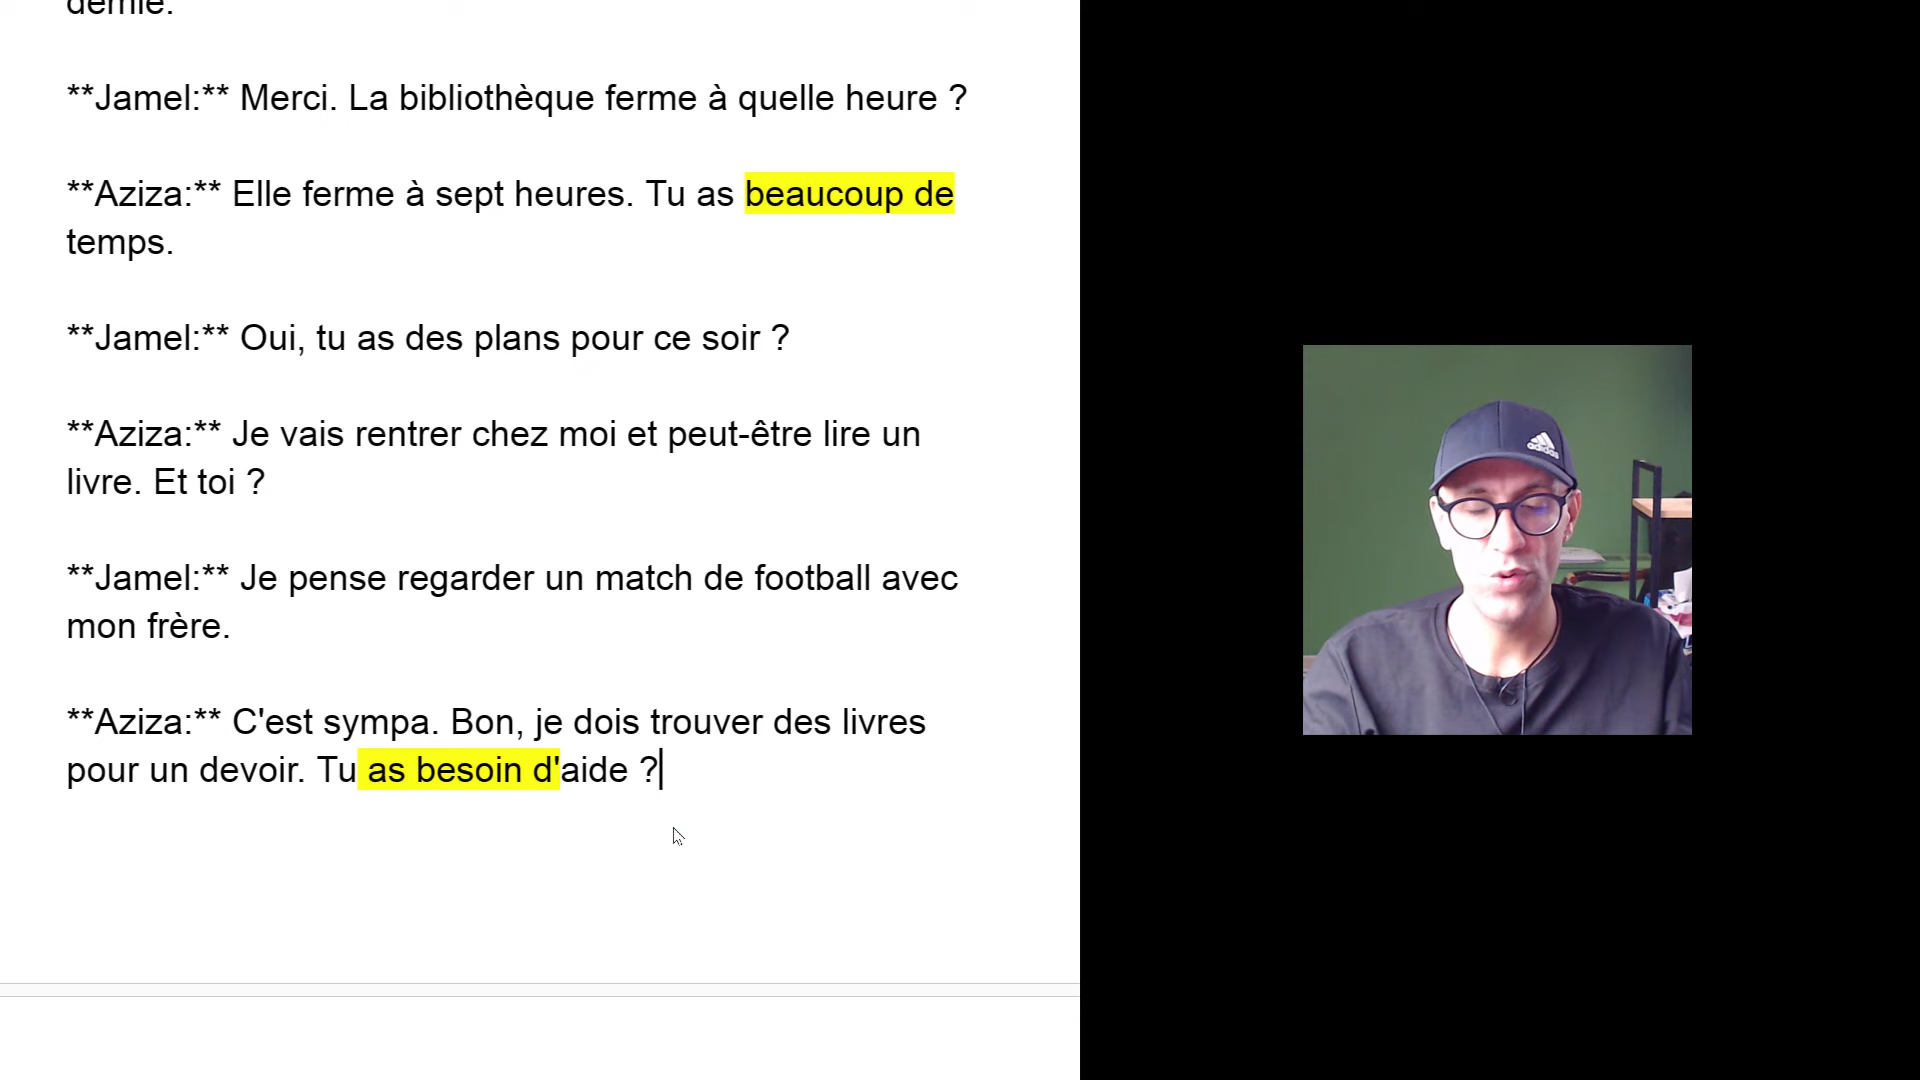 demie.
**Jamel:** Merci. La bibliothèque ferme à quelle heure ?
**Aziza:** Elle ferme à sept heures. Tu as beaucoup de
temps.
**Jamel:** Oui, tu as des plans pour ce soir ?
**Aziza:** Je vais rentrer chez moi et peut-être lire un
livre. Et toi ?
**Jamel:** Je pense regarder un match de football avec
mon frère.
**Aziza:** C'est sympa. Bon, je dois trouver des livres
pour un devoir. Tu as besoin d'aide ?
adidas